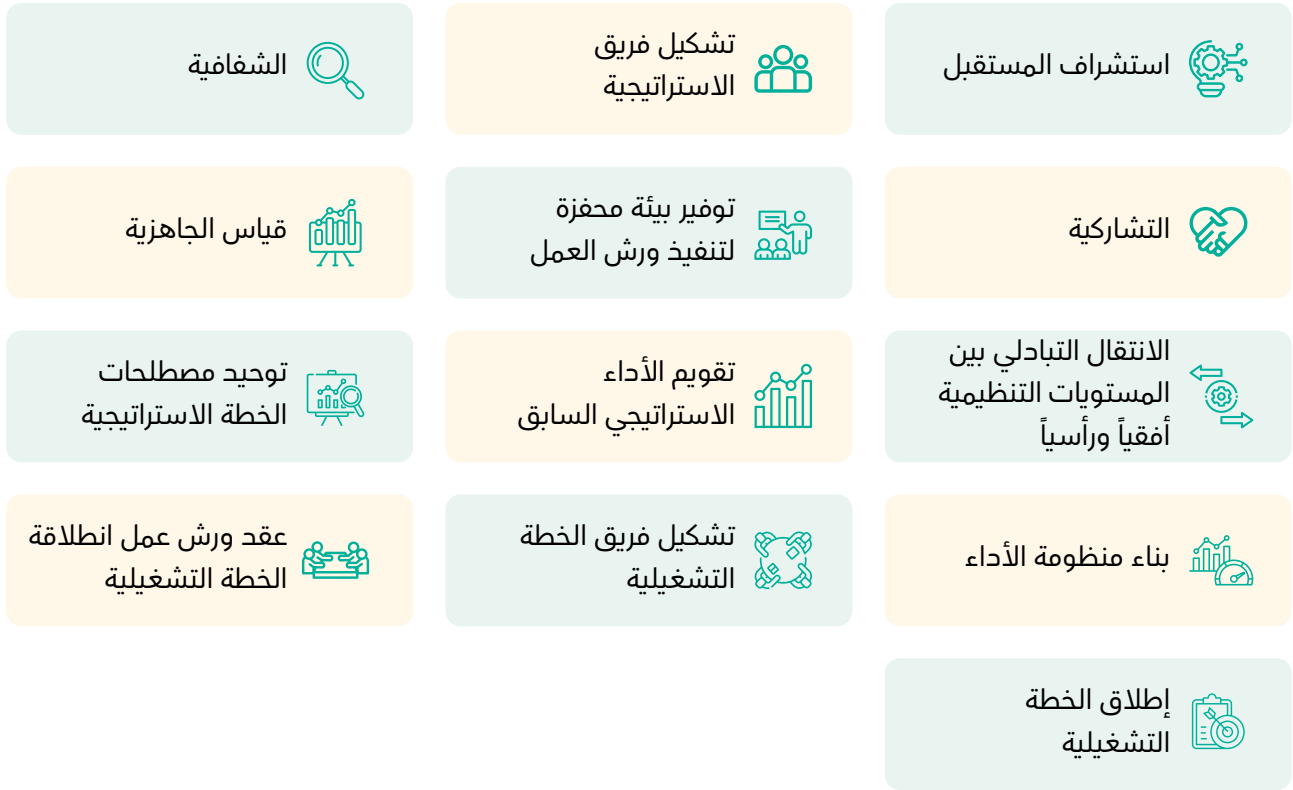 استشراف المستقبل
تشكيل فريق
الاستراتيجية
الشفافية
التشاركية
توفير بيئة محفزة
لتنفيذ ورش العمل
قياس الجاهزية
الانتقال التبادلي بين
المستويات التنظيمية
أفقياً ورأسياً
تقويم الأداء
الاستراتيجي السابق
توحيد مصطلحات
الخطة الاستراتيجية
بناء منظومة الأداء
تشكيل فريق الخطة
التشغيلية
عقد ورش عمل انطلاقة
الخطة التشغيلية
إطلاق الخطة
التشغيلية